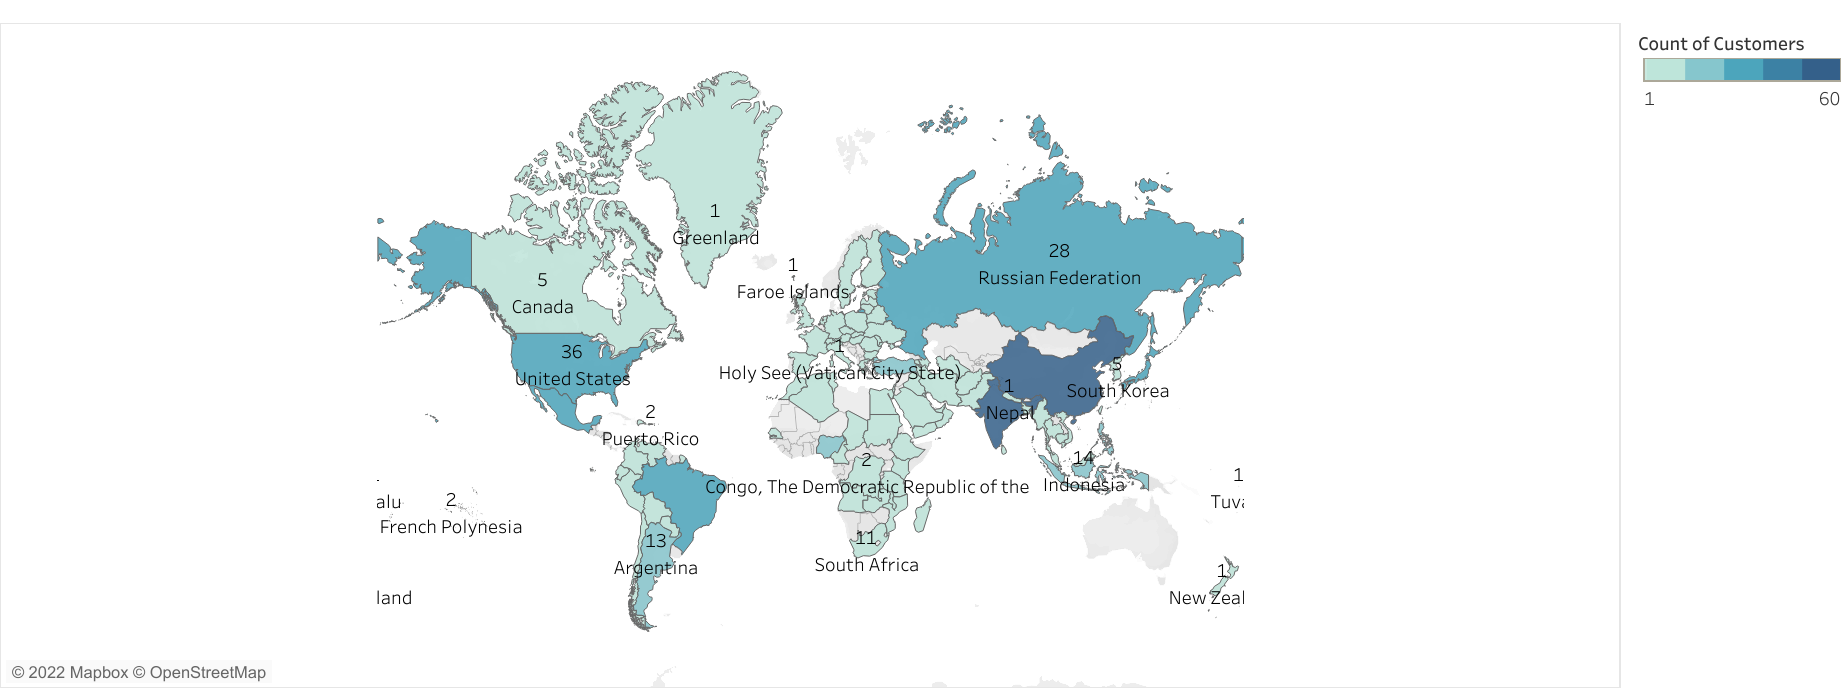 Count of Customers
1
60
1
Greenland
1
Faroe Islands
28
Russian Federation
5
Canada
36
United States
1
Holy See (Vatican City State)
5
South Korea
1
Nepal
2
Puerto Rico
2
Congo, The Democratic Republic of the
14
Indonesia
1
Tuva
alu
2
French Polynesia
13
Argentina
11
South Africa
1
New Zeal
land
© 2022 Mapbox © OpenStreetMap